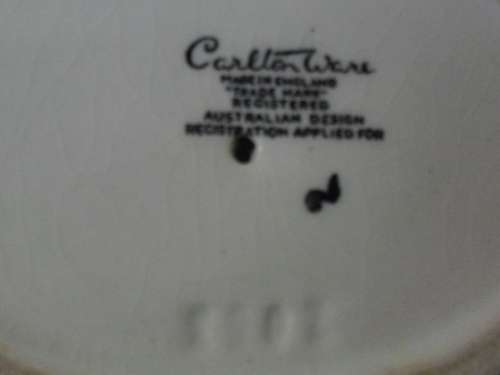 Carlton Ware
MADE IN ENGLAND
"TRADE MARK"
REGISTERED
AUSTRALIAN DESIGN
REGISTRATION APPLIED FOR